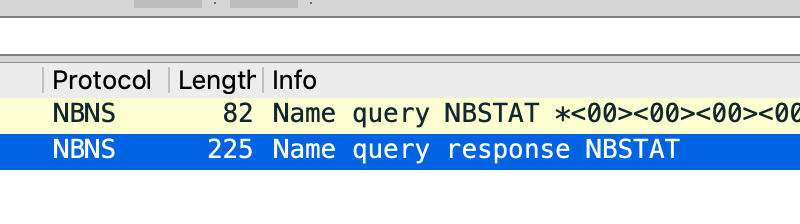 Protocol Length Info
NBNS 82 Name query NBSTAT *<00><00><00><00
NBNS 225 Name query response NBSTAT